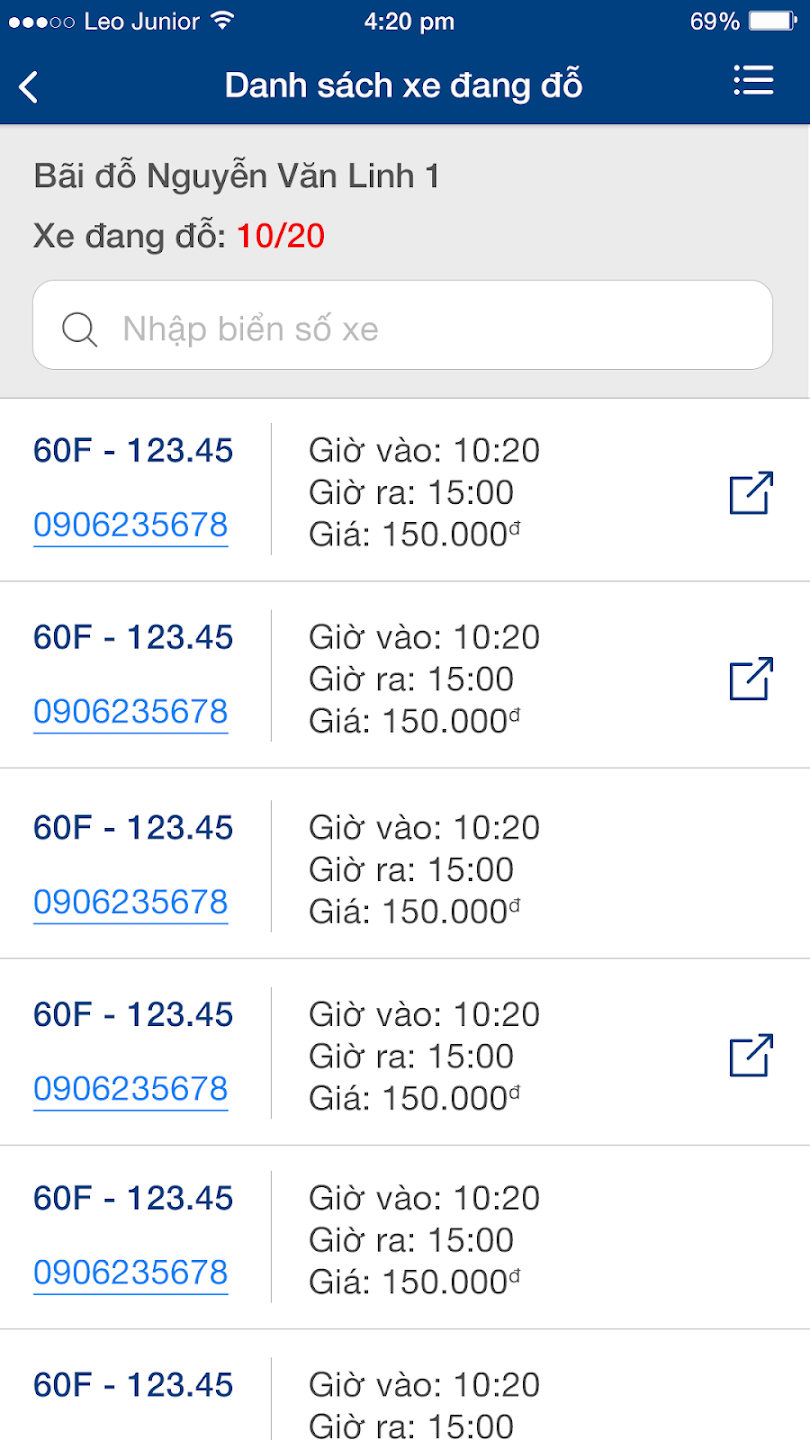 Leo Junior 4:20 pm 69%
Danh sách xe đang đỗ
Bãi đỗ Nguyễn Văn Linh 1
Xe đang đỗ: 10/20
Nhập biển số xe
60F - 123.45
0906235678
Giờ vào: 10:20
Giờ ra: 15:00
Giá: 150.000đ
60F - 123.45
0906235678
Giờ vào: 10:20
Giờ ra: 15:00
Giá: 150.000đ
60F - 123.45
0906235678
Giờ vào: 10:20
Giờ ra: 15:00
Giá: 150.000đ
60F - 123.45
0906235678
Giờ vào: 10:20
Giờ ra: 15:00
Giá: 150.000đ
60F - 123.45
0906235678
Giờ vào: 10:20
Giờ ra: 15:00
Giá: 150.000đ
60F - 123.45
Giờ vào: 10:20
Giờ ra: 15:00